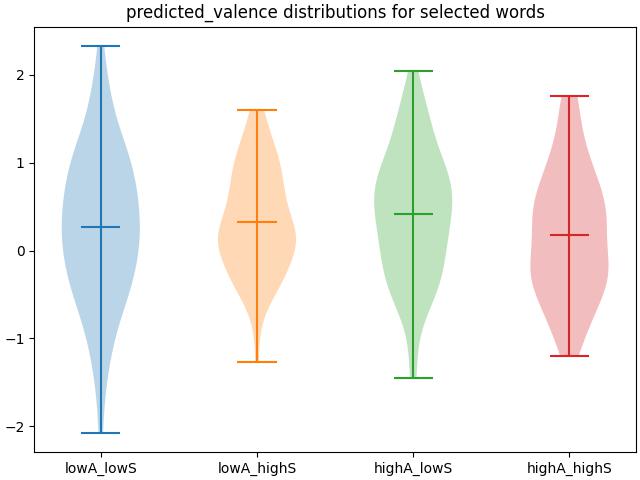 predicted_valence distributions for selected words
2
1
0
−1
−2
lowA_lowS lowA_highS highA_lowS highA_highS